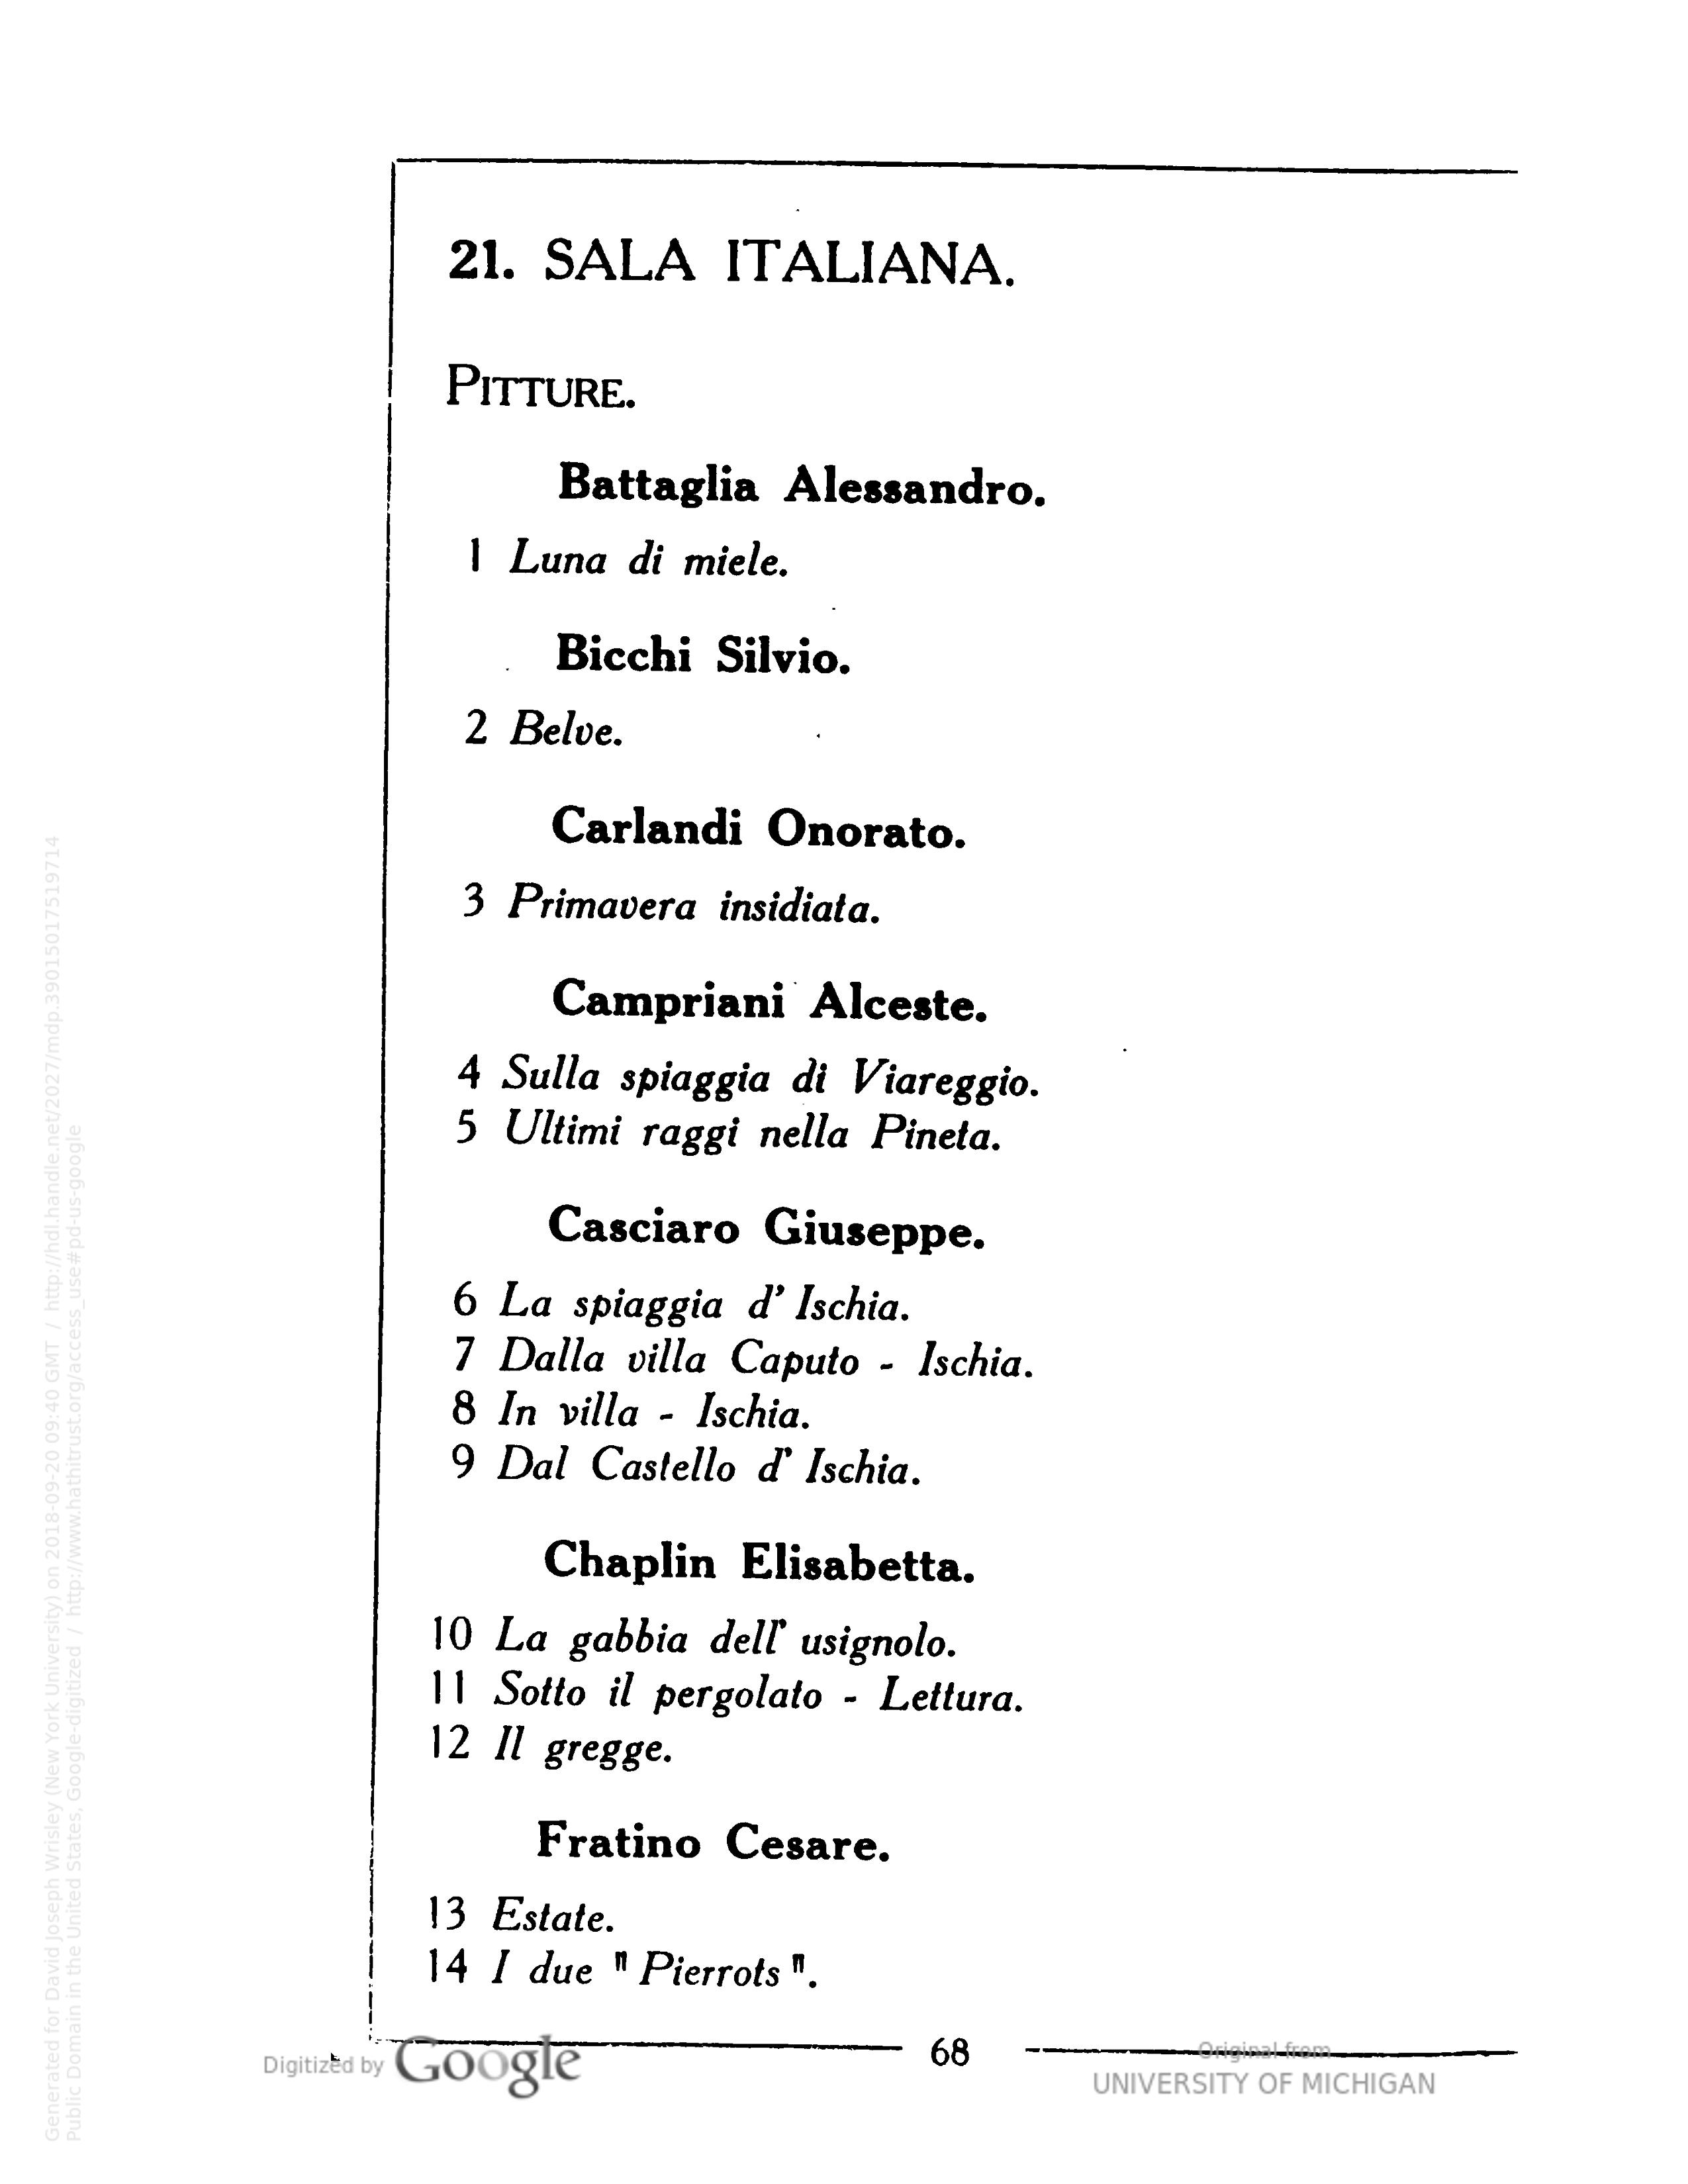 21. SALA ITALIANA.
PITTURE.
Battaglia Alessandro.
1 Luna di miele.
Bicchi Silvio.
2 Belve.
Carlandi Onorato.
3 Primavera insidiata.
Campriani Alceste.
4 Sulla spiaggia di Viareggio.
5 Ultimi raggi nella Pineta.
Casciaro Giuseppe.
6 La spiaggia d' Ischia.
7 Dalla villa Caputo - Ischia.
8 In villa - Ischia.
9 Dal Castello d' Ischia.
Chaplin Elisabetta.
10 La gabbia dell' usignolo.
11 Sotto il pergolato - Lettura.
12 Il gregge.
Fratino Cesare.
13 Estate.
14 I due " Pierrots ".
68
Digitized by Google
Original from
UNIVERSITY OF MICHIGAN
Generated for David Joseph Wrisley (New York University) on 2018-09-20 09:40 GMT / http://hdl.handle.net/2027/mdp.39015017519714
Public Domain in the United States, Google-digitized / http://www.hathitrust.org/access_use#pd-us-google